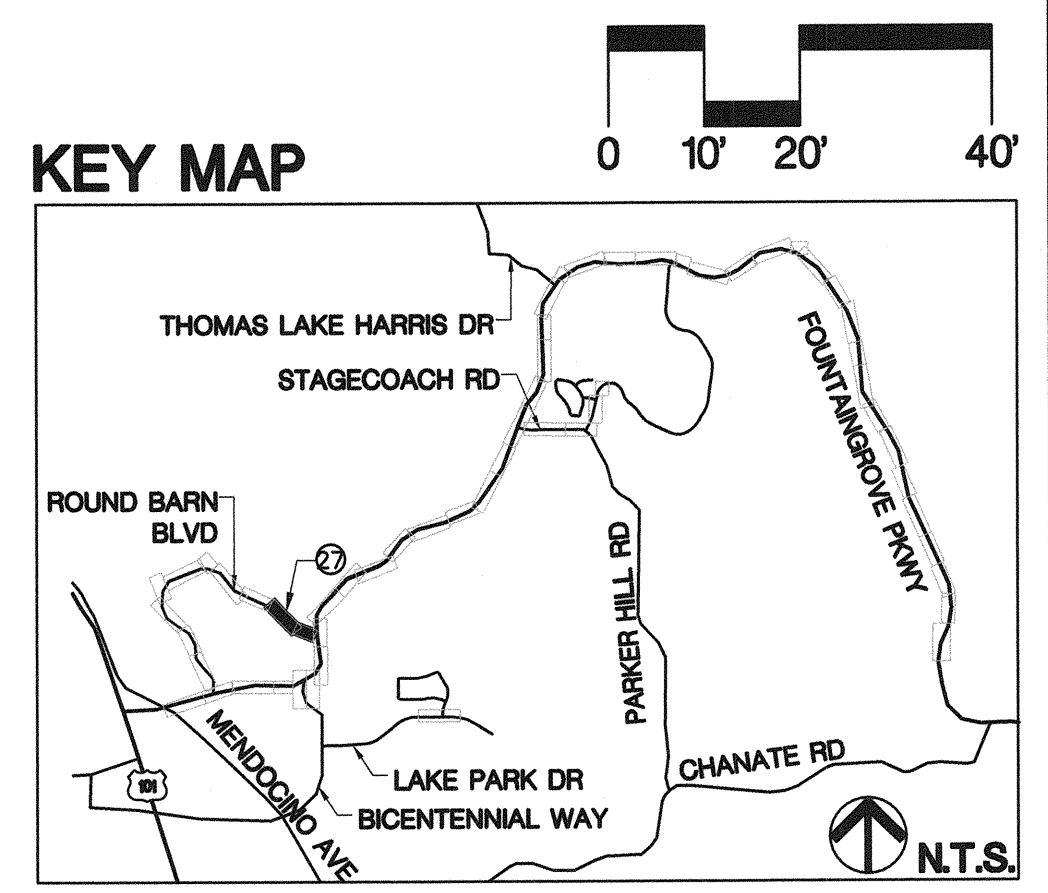 0 10' 20' 40'
KEY MAP
THOMAS LAKE HARRIS DR
STAGECOACH RD
FOUNTAINGROVE PKWY
ROUND BARN
BLVD
27
PARKER HILL RD
MENDOCINO AVE
CHANATE RD
LAKE PARK DR
101
BICENTENNIAL WAY
N.T.S.